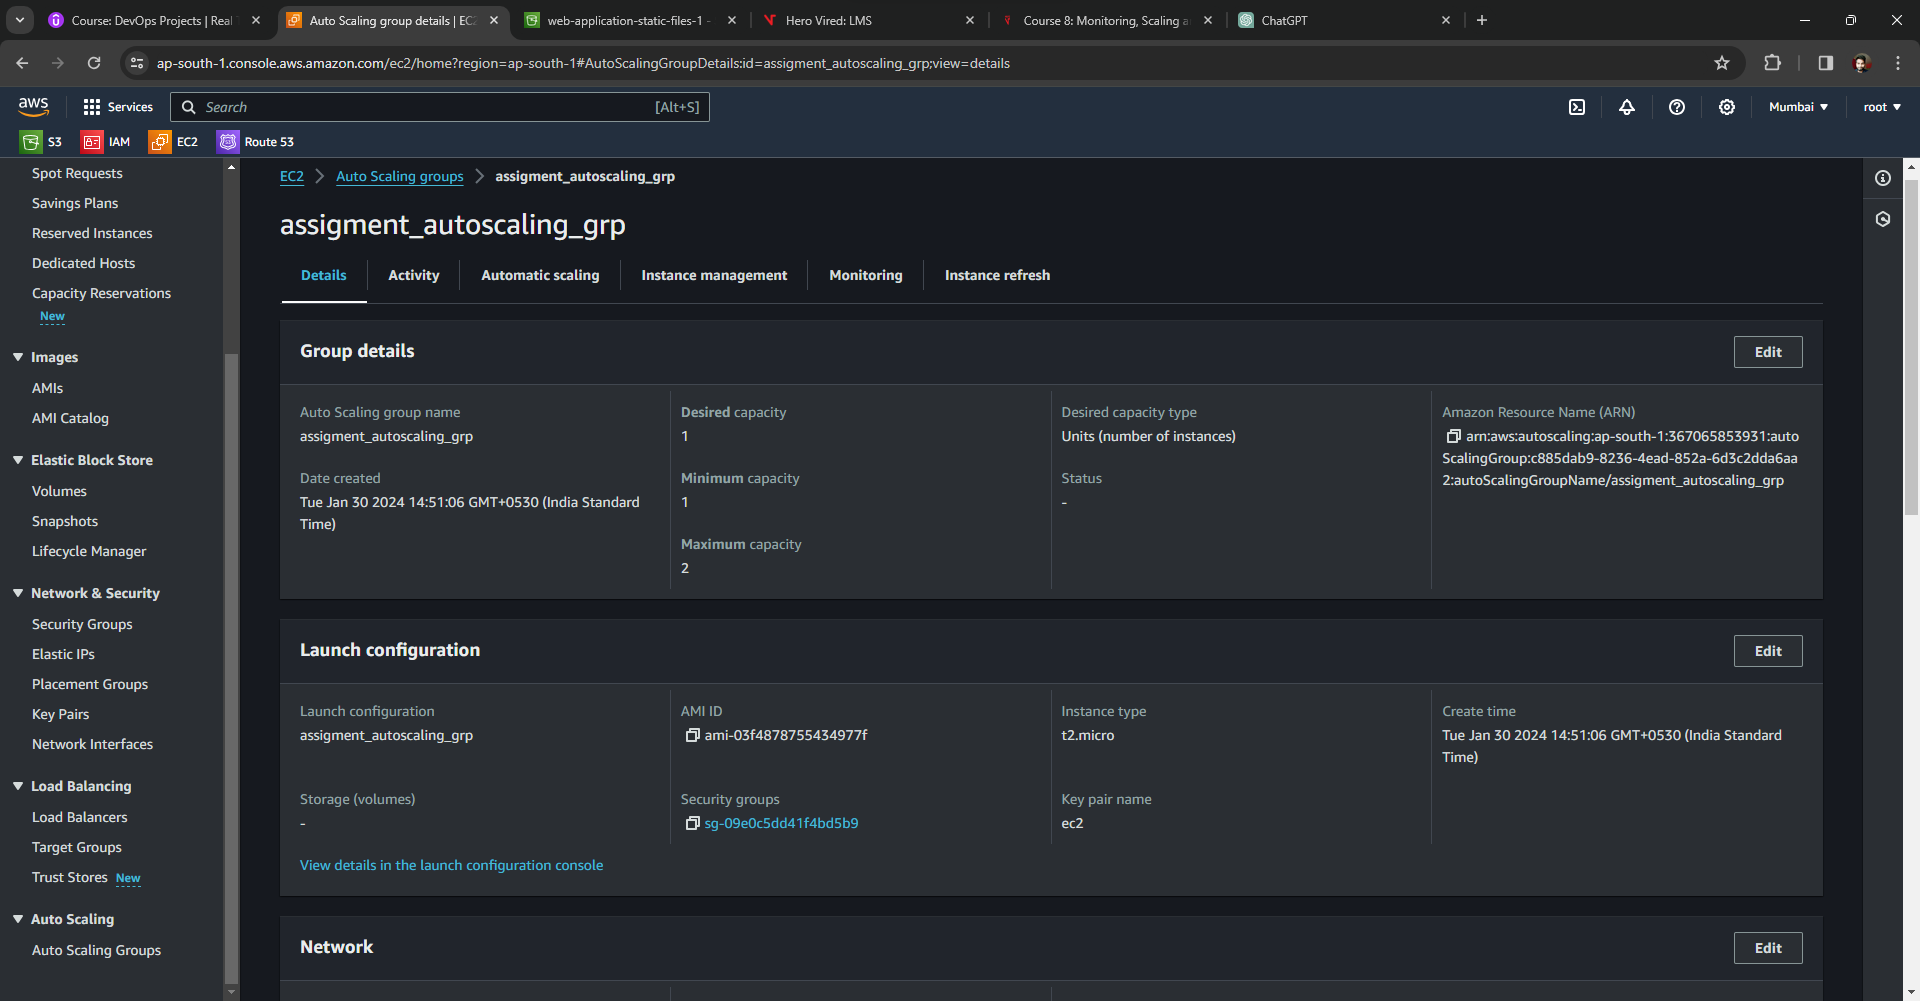 Course: DevOps Projects | Real
Auto Scaling group details | EC2
web-application-static-files-1 -
Hero Vired: LMS
Course 8: Monitoring, Scaling a
ChatGPT
ap-south-1.console.aws.amazon.com/ec2/home?region=ap-south-1#AutoScalingGroupDetails:id=assigment_autoscaling_grp;view=details
aws
Services
Search
[Alt+S]
Mumbai
root
S3
IAM
EC2
Route 53
Spot Requests
Savings Plans
Reserved Instances
Dedicated Hosts
Capacity Reservations
New
Images
AMIs
AMI Catalog
Elastic Block Store
Volumes
Snapshots
Lifecycle Manager
Network & Security
Security Groups
Elastic IPs
Placement Groups
Key Pairs
Network Interfaces
Load Balancing
Load Balancers
Target Groups
Trust Stores New
Auto Scaling
Auto Scaling Groups
EC2 > Auto Scaling groups > assigment_autoscaling_grp
assigment_autoscaling_grp
Details
Activity
Automatic scaling
Instance management
Monitoring
Instance refresh
Group details
Edit
Auto Scaling group name
assigment_autoscaling_grp
Date created
Tue Jan 30 2024 14:51:06 GMT+0530 (India Standard
Time)
Desired capacity
1
Minimum capacity
1
Maximum capacity
2
Desired capacity type
Units (number of instances)
Status
-
Amazon Resource Name (ARN)
arn:aws:autoscaling:ap-south-1:367065853931:auto
ScalingGroup:c885dab9-8236-4ead-852a-6d3c2dda6aa
2:autoScalingGroupName/assigment_autoscaling_grp
Launch configuration
Edit
Launch configuration
assigment_autoscaling_grp
Storage (volumes)
-
View details in the launch configuration console
AMI ID
ami-03f4878755434977f
Security groups
sg-09e0c5dd41f4bd5b9
Instance type
t2.micro
Key pair name
ec2
Create time
Tue Jan 30 2024 14:51:06 GMT+0530 (India Standard
Time)
Network
Edit